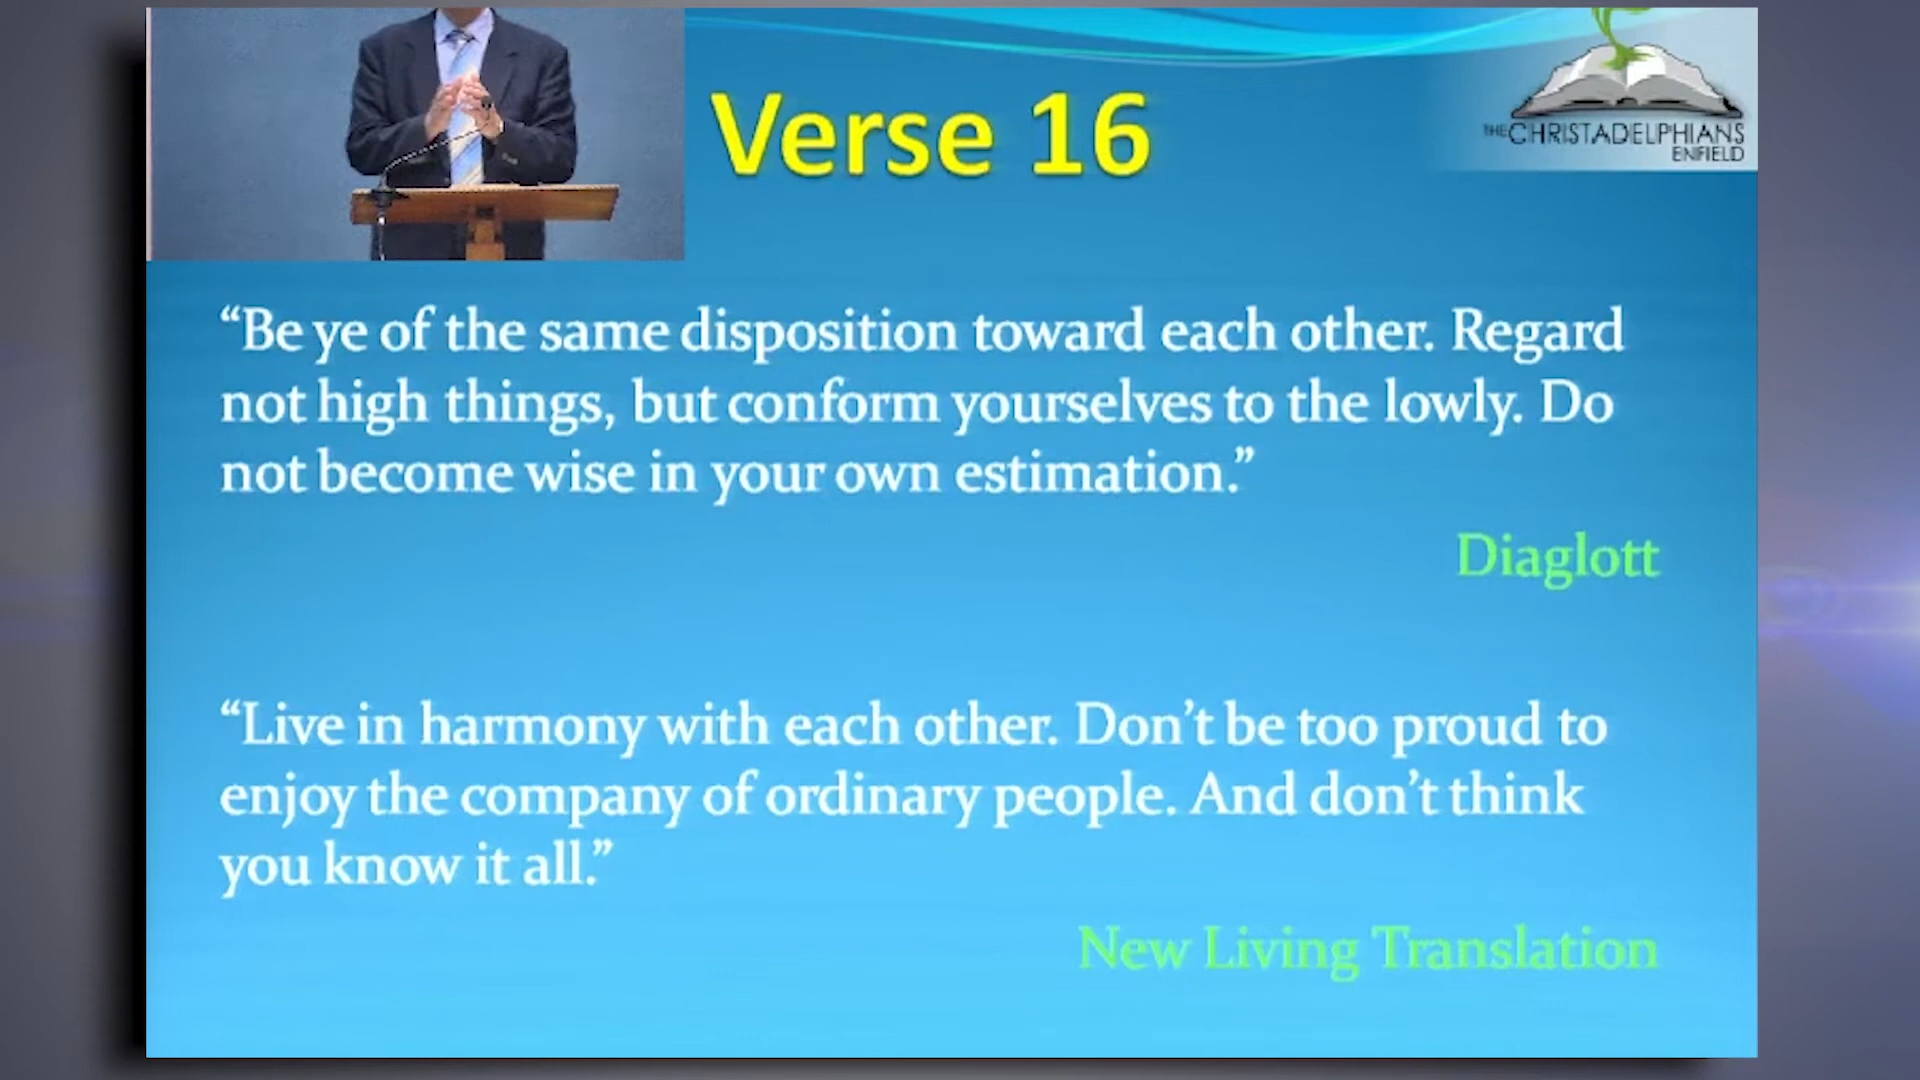 Verse 16
THE CHRISTADELPHIANS
ENFIELD
“Be ye of the same disposition toward each other. Regard
not high things, but conform yourselves to the lowly. Do
not become wise in your own estimation.”
Diaglott
“Live in harmony with each other. Don’t be too proud to
enjoy the company of ordinary people. And don’t think
you know it all.”
New Living Translation